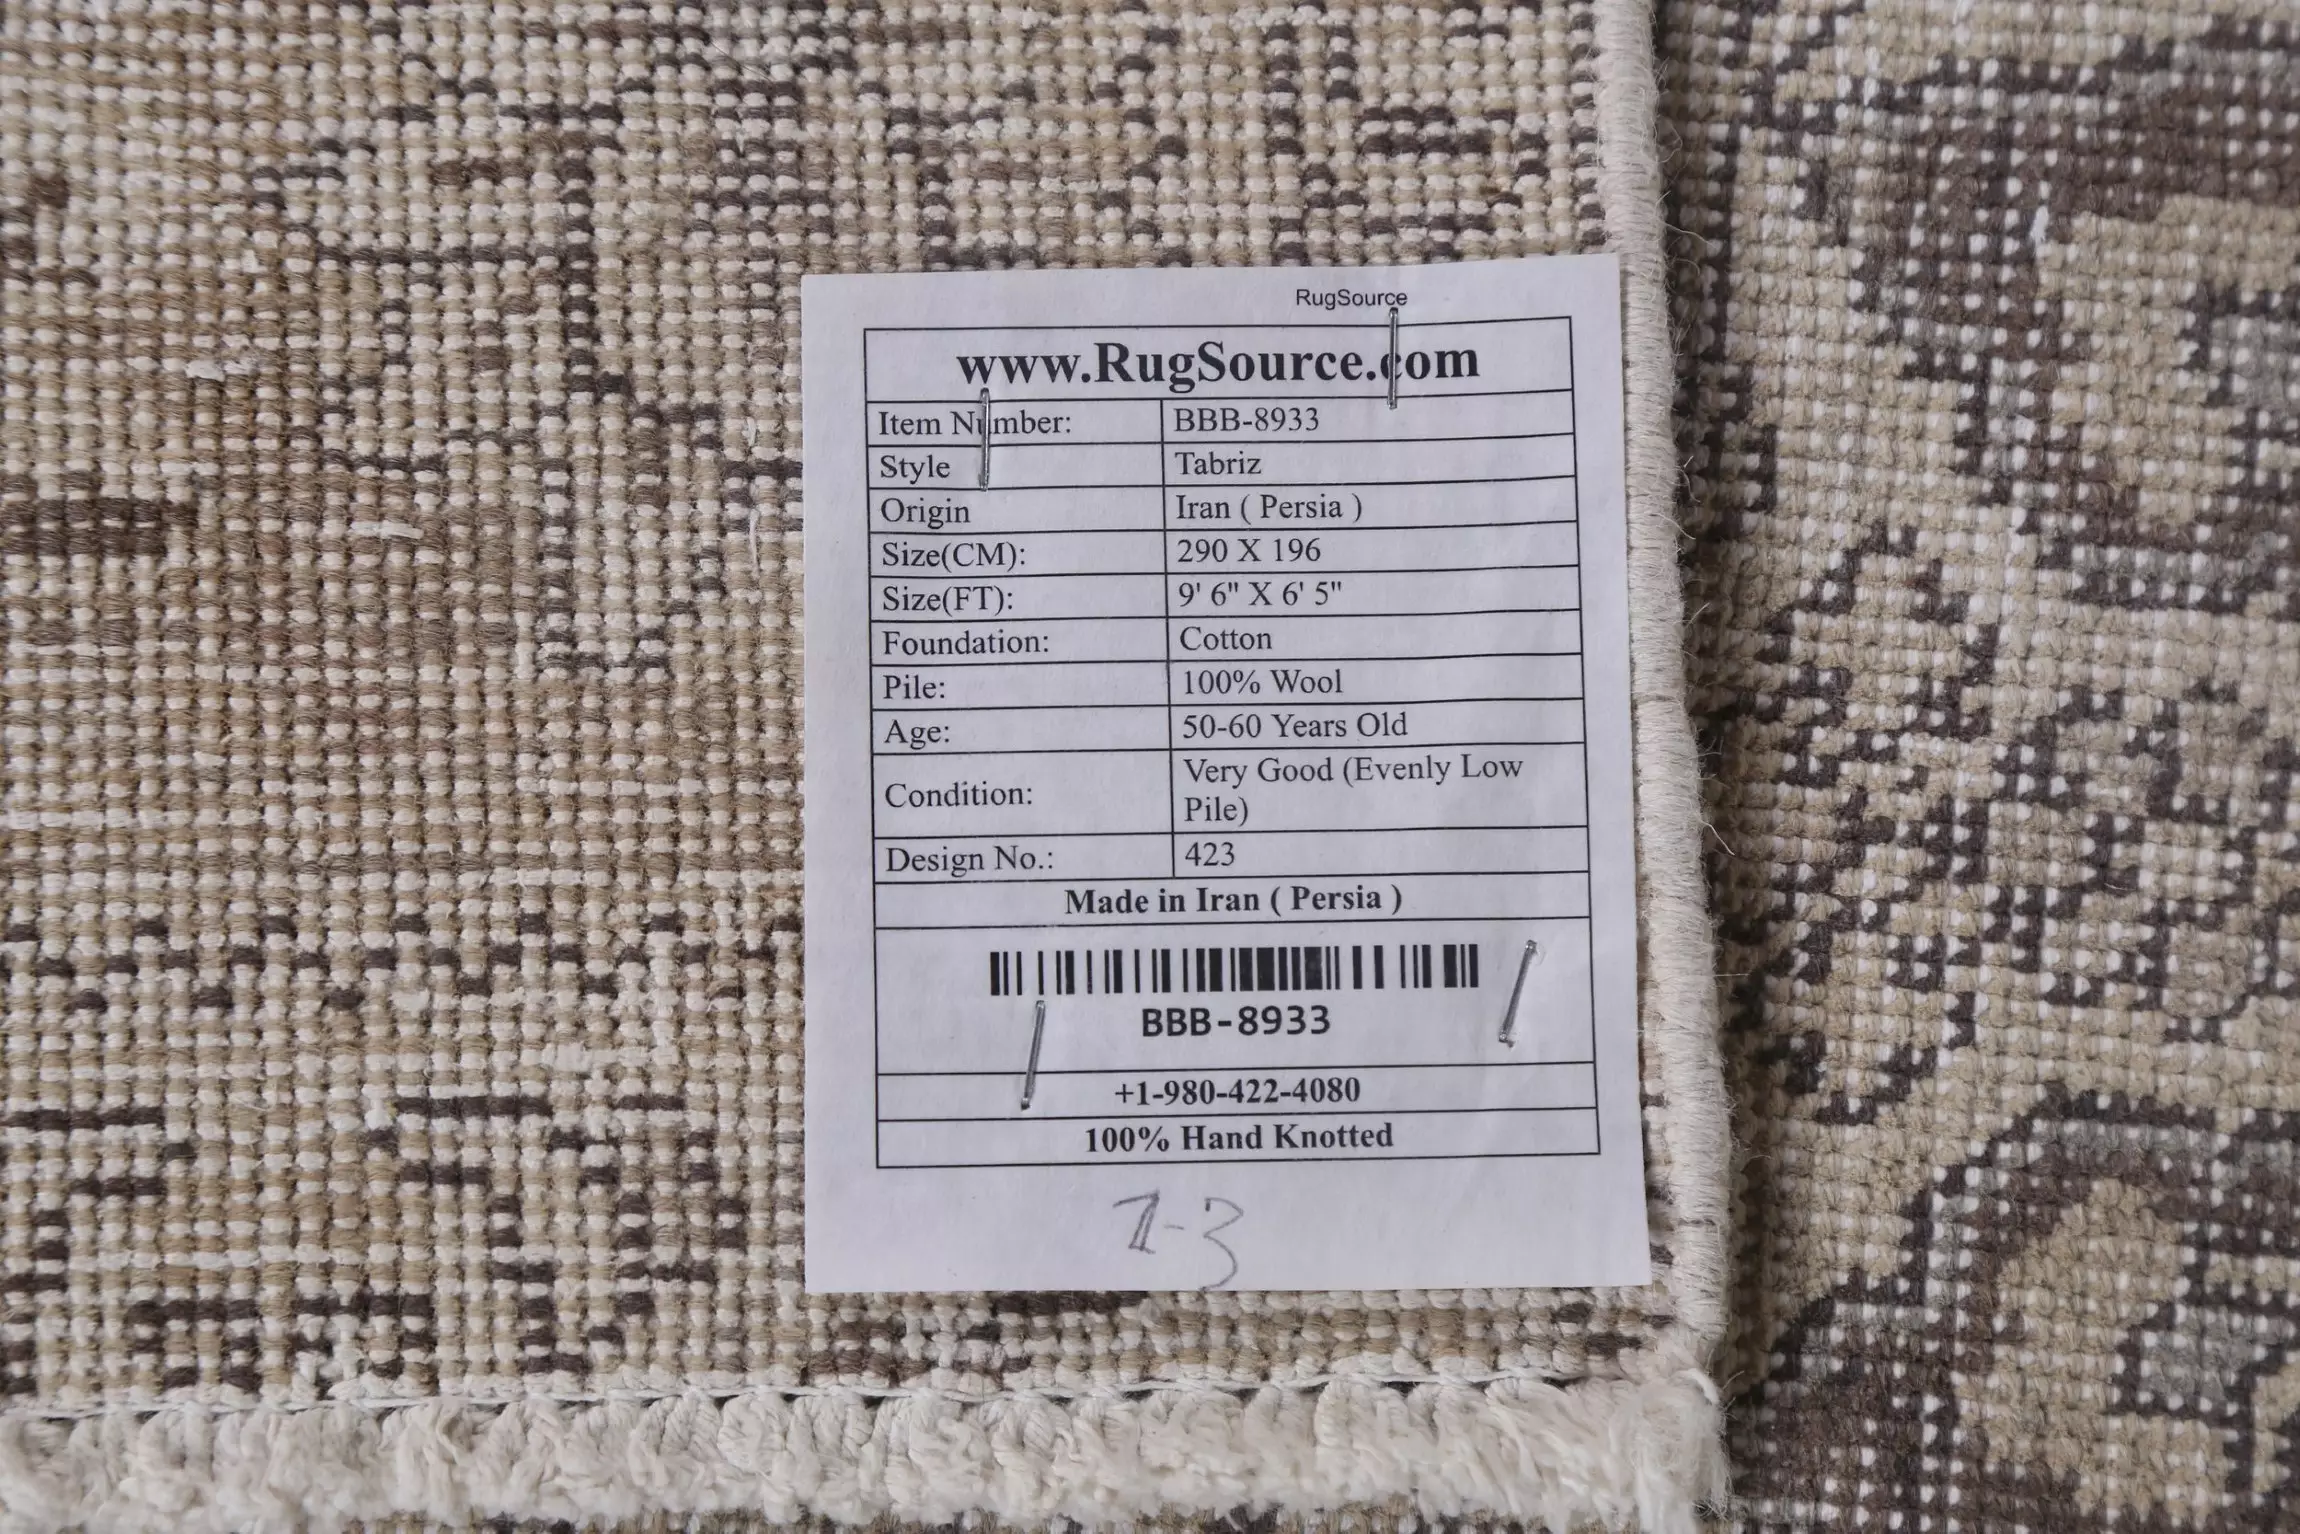 RugSource
www.RugSource.com
Item Number: BBB-8933
Style Tabriz
Origin Iran ( Persia )
Size(CM): 290 X 196
Size(FT): 9' 6" X 6' 5"
Foundation: Cotton
Pile: 100% Wool
Age: 50-60 Years Old
Condition: Very Good (Evenly Low
Pile)
Design No.: 423
Made in Iran ( Persia )
BBB-8933
+1-980-422-4080
100% Hand Knotted
1-3